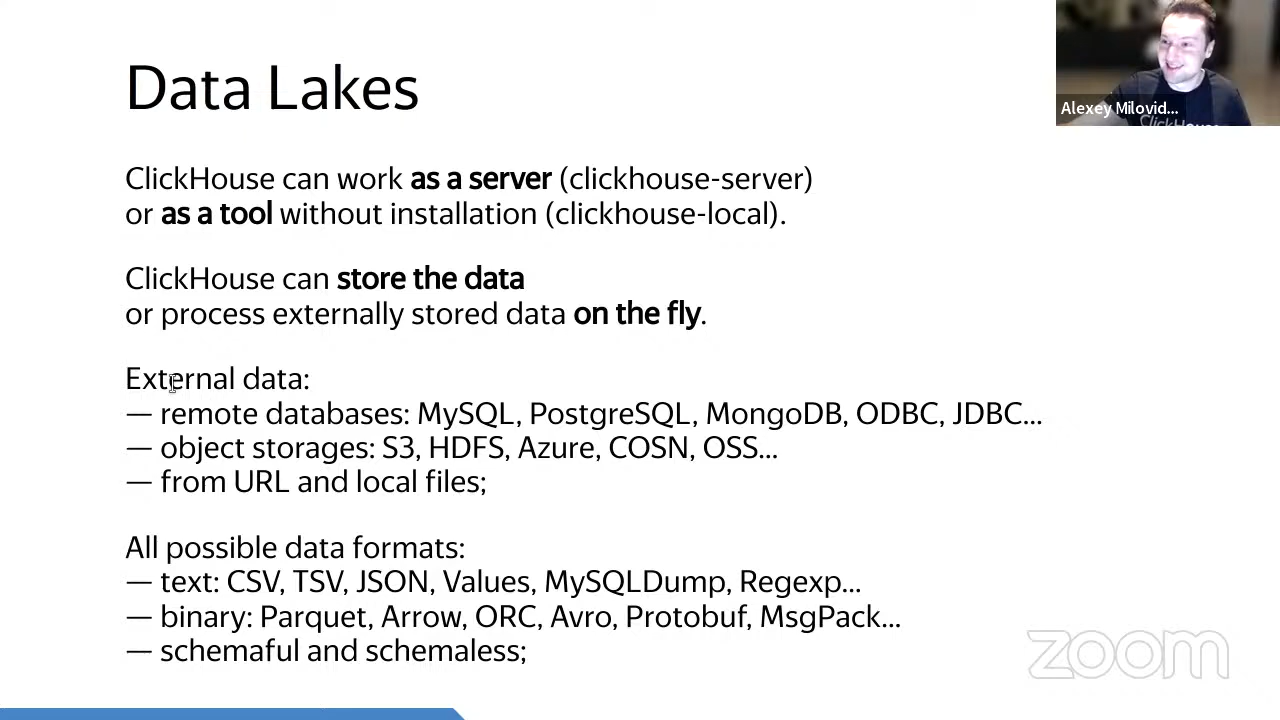 Data Lakes
Alexey Milovid...
ClickHouse
ClickHouse can work as a server (clickhouse-server)
or as a tool without installation (clickhouse-local).
ClickHouse can store the data
or process externally stored data on the fly.
External data:
— remote databases: MySQL, PostgreSQL, MongoDB, ODBC, JDBC...
— object storages: S3, HDFS, Azure, COSN, OSS...
— from URL and local files;
All possible data formats:
— text: CSV, TSV, JSON, Values, MySQLDump, Regexp...
— binary: Parquet, Arrow, ORC, Avro, Protobuf, MsgPack...
— schemaful and schemaless;
zoom